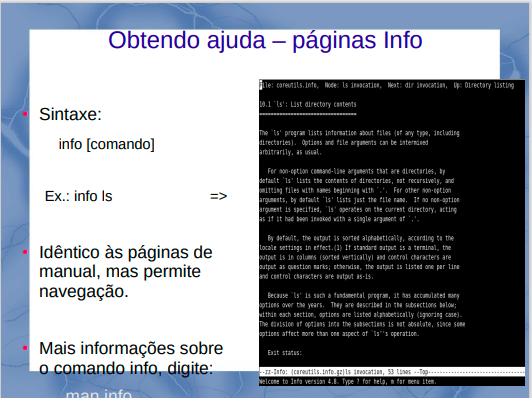 Obtendo ajuda – páginas Info
Sintaxe:
info [comando]
Ex.: info ls =>
Idêntico às páginas de
manual, mas permite
navegação.
Mais informações sobre
o comando info, digite:
man info
File: coreutils.info, Node: ls invocation, Next: dir invocation, Up: Directory listing
10.1 `ls': List directory contents
==================================
The `ls' program lists information about files (of any type, including
directories). Options and file arguments can be intermixed
arbitrarily, as usual.
For non-option command-line arguments that are directories, by
default `ls' lists the contents of directories, not recursively, and
omitting files with names beginning with `.'. For other non-option
arguments, by default `ls' lists just the file name. If no non-option
argument is specified, `ls' operates on the current directory, acting
as if it had been invoked with a single argument of `.'.
By default, the output is sorted alphabetically, according to the
locale settings in effect.(1) If standard output is a terminal, the
output is in columns (sorted vertically) and control characters are
output as question marks; otherwise, the output is listed one per line
and control characters are output as-is.
Because `ls' is such a fundamental program, it has accumulated many
options over the years. They are described in the subsections below;
within each section, options are listed alphabetically (ignoring case).
The division of options into the subsections is not absolute, since some
options affect more than one aspect of `ls''s operation.
Exit status:
--zz-Info: (coreutils.info.gz)ls invocation, 53 lines --Top-------------------
Welcome to Info version 4.8. Type ? for help, m for menu item.